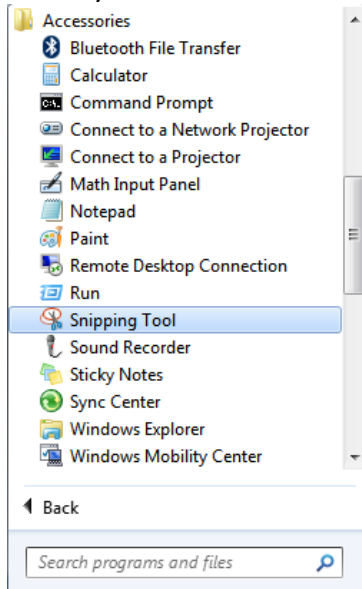 Accessories
Bluetooth File Transfer
Calculator
Command Prompt
Connect to a Network Projector
Connect to a Projector
Math Input Panel
Notepad
Paint
Remote Desktop Connection
Run
Snipping Tool
Sound Recorder
Sticky Notes
Sync Center
Windows Explorer
Windows Mobility Center
Back
Search programs and files